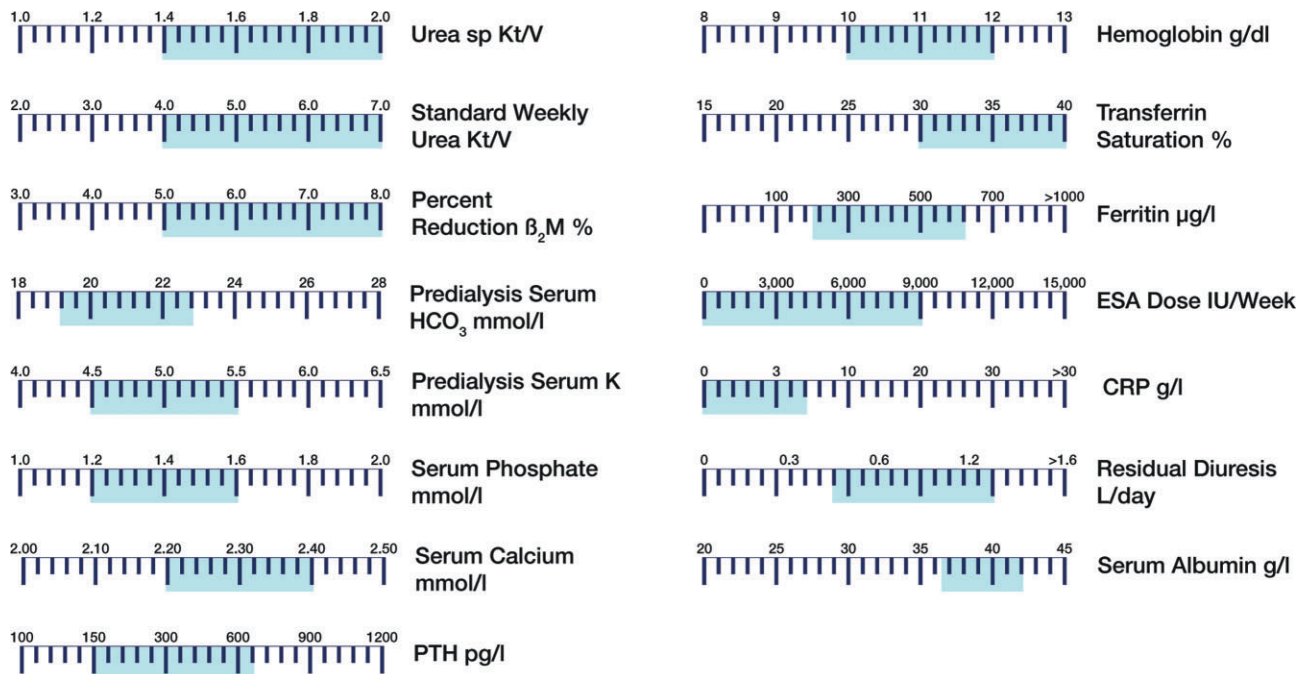 1.0 1.2 1.4 1.6 1.8 2.0
Urea sp Kt/V
2.0 3.0 4.0 5.0 6.0 7.0
Standard Weekly
Urea Kt/V
3.0 4.0 5.0 6.0 7.0 8.0
Percent
Reduction ß₂M %
18 20 22 24 26 28
Predialysis Serum
HCO₃ mmol/l
4.0 4.5 5.0 5.5 6.0 6.5
Predialysis Serum K
mmol/l
1.0 1.2 1.4 1.6 1.8 2.0
Serum Phosphate
mmol/l
2.00 2.10 2.20 2.30 2.40 2.50
Serum Calcium
mmol/l
100 150 300 600 900 1200
PTH pg/l
8 9 10 11 12 13
Hemoglobin g/dl
15 20 25 30 35 40
Transferrin
Saturation %
100 300 500 700 >1000
Ferritin µg/l
0 3,000 6,000 9,000 12,000 15,000
ESA Dose IU/Week
0 3 10 20 30 >30
CRP g/l
0 0.3 0.6 1.2 >1.6
Residual Diuresis
L/day
20 25 30 35 40 45
Serum Albumin g/l